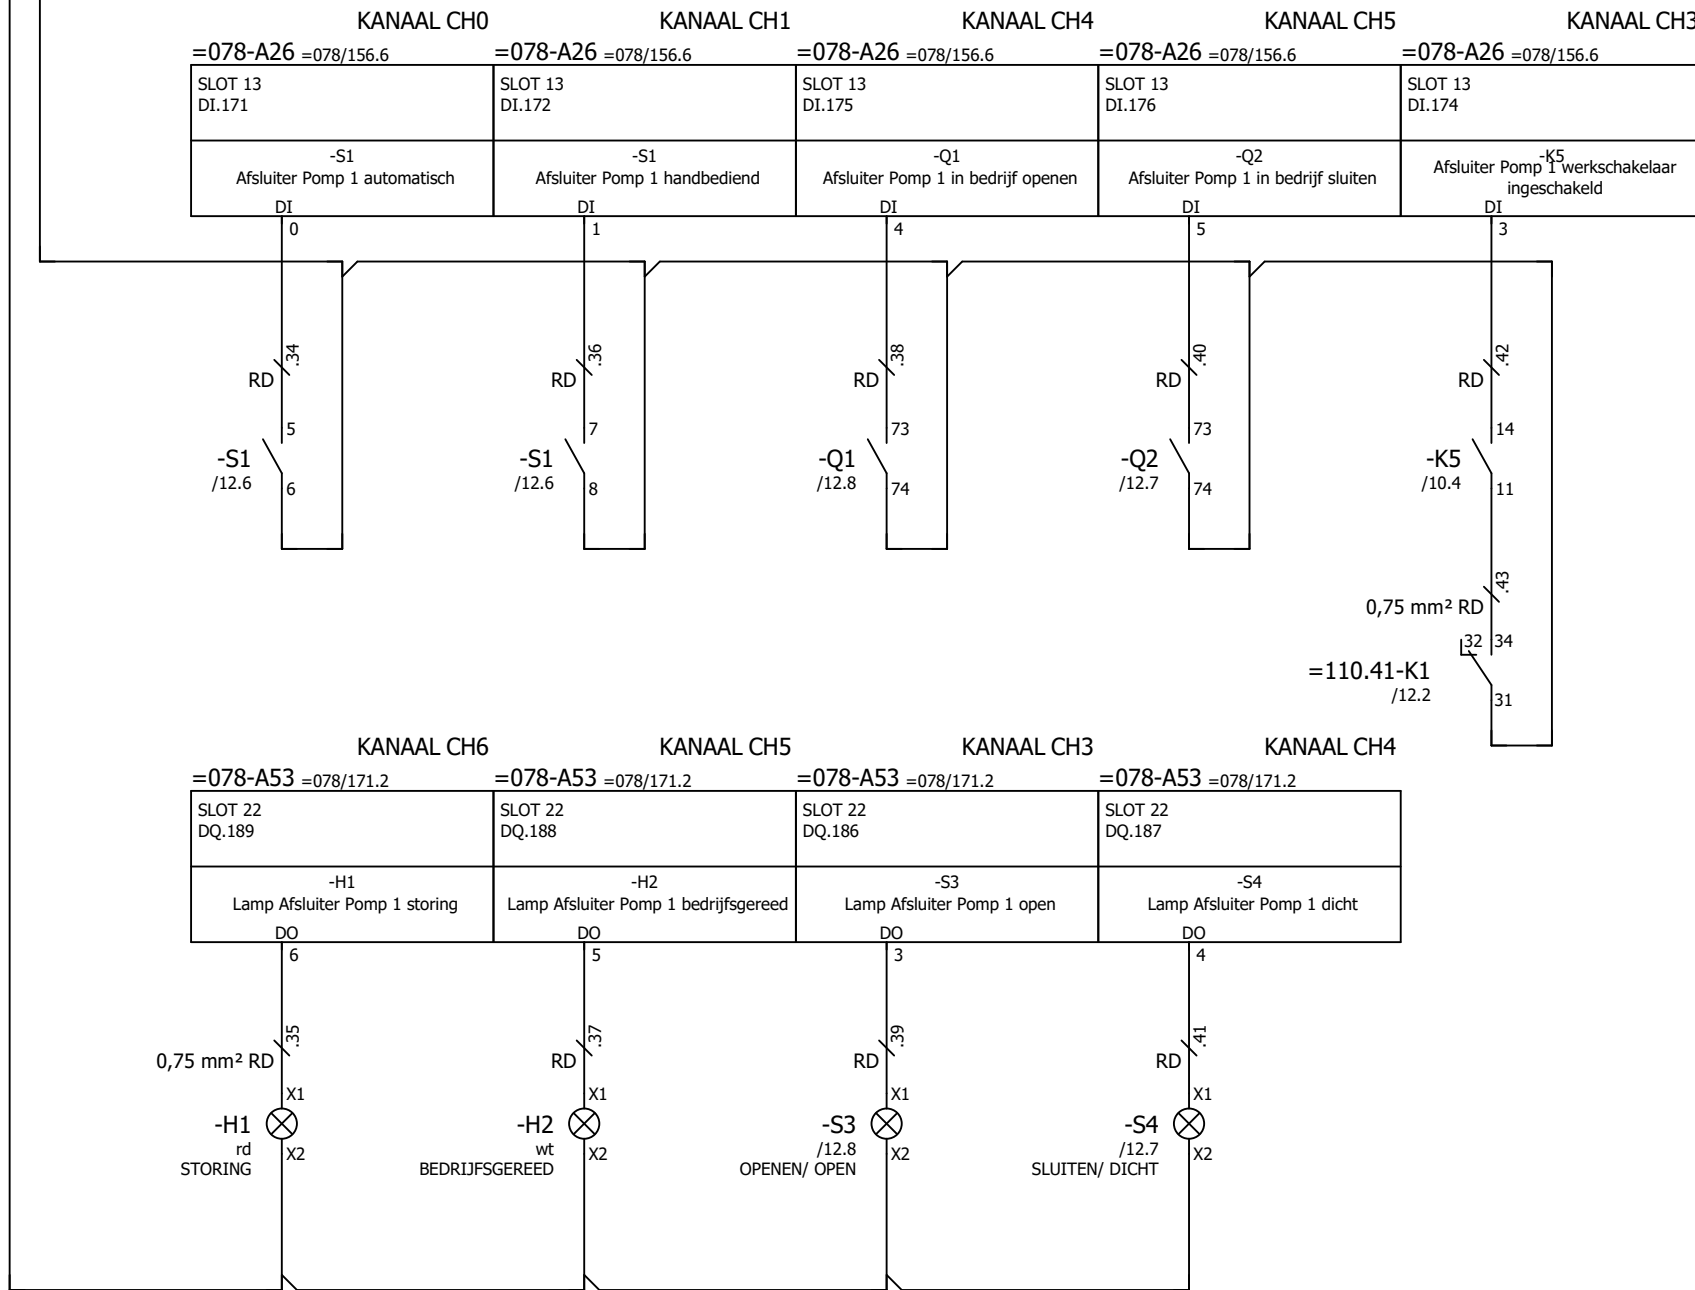 KANAAL CH0 KANAAL CH1 KANAAL CH4 KANAAL CH5 KANAAL CH3
=078-A26 =078/156.6 =078-A26 =078/156.6 =078-A26 =078/156.6 =078-A26 =078/156.6 =078-A26 =078/156.6
SLOT 13 SLOT 13 SLOT 13 SLOT 13 SLOT 13
DI.171 DI.172 DI.175 DI.176 DI.174
-S1 -S1 -Q1 -Q2 -K5
Afsluiter Pomp 1 automatisch Afsluiter Pomp 1 handbediend Afsluiter Pomp 1 in bedrijf openen Afsluiter Pomp 1 in bedrijf sluiten Afsluiter Pomp 1 werkschakelaar
ingeschakeld
DI DI DI DI DI
0 1 4 5 3
.34 .36 .38 .40 .42
RD RD RD RD RD
5 7 73 73 14
-S1 -S1 -Q1 -Q2 -K5
/12.6 /12.6 /12.8 /12.7 /10.4
6 8 74 74 11
.43
0,75 mm² RD
32 34
=110.41-K1
/12.2
31
KANAAL CH6 KANAAL CH5 KANAAL CH3 KANAAL CH4
=078-A53 =078/171.2 =078-A53 =078/171.2 =078-A53 =078/171.2 =078-A53 =078/171.2
SLOT 22 SLOT 22 SLOT 22 SLOT 22
DQ.189 DQ.188 DQ.186 DQ.187
-H1 -H2 -S3 -S4
Lamp Afsluiter Pomp 1 storing Lamp Afsluiter Pomp 1 bedrijfsgereed Lamp Afsluiter Pomp 1 open Lamp Afsluiter Pomp 1 dicht
DO DO DO DO
6 5 3 4
.35 .37 .39 .41
0,75 mm² RD RD RD RD
X1 X1 X1 X1
-H1 -H2 -S3 -S4
rd wt /12.8 /12.7
X2 X2 X2 X2
STORING BEDRIJFSGEREED OPENEN/ OPEN SLUITEN/ DICHT